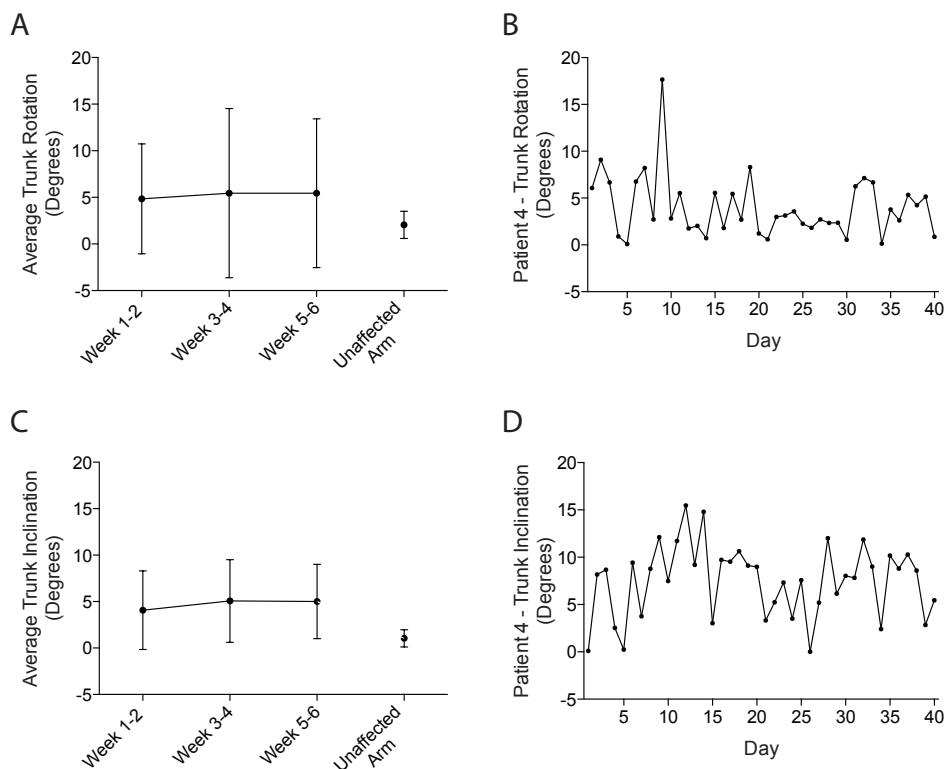 A
Average Trunk Rotation
(Degrees)
20
15
10
5
0
-5
Week 1-2
Week 3-4
Week 5-6
Unaffected
Arm
B
Patient 4 - Trunk Rotation
(Degrees)
20
15
10
5
0
-5
5 10 15 20 25 30 35 40
Day
C
Average Trunk Inclination
(Degrees)
20
15
10
5
0
-5
Week 1-2
Week 3-4
Week 5-6
Unaffected
Arm
D
Patient 4 - Trunk Inclination
(Degrees)
20
15
10
5
0
-5
5 10 15 20 25 30 35 40
Day